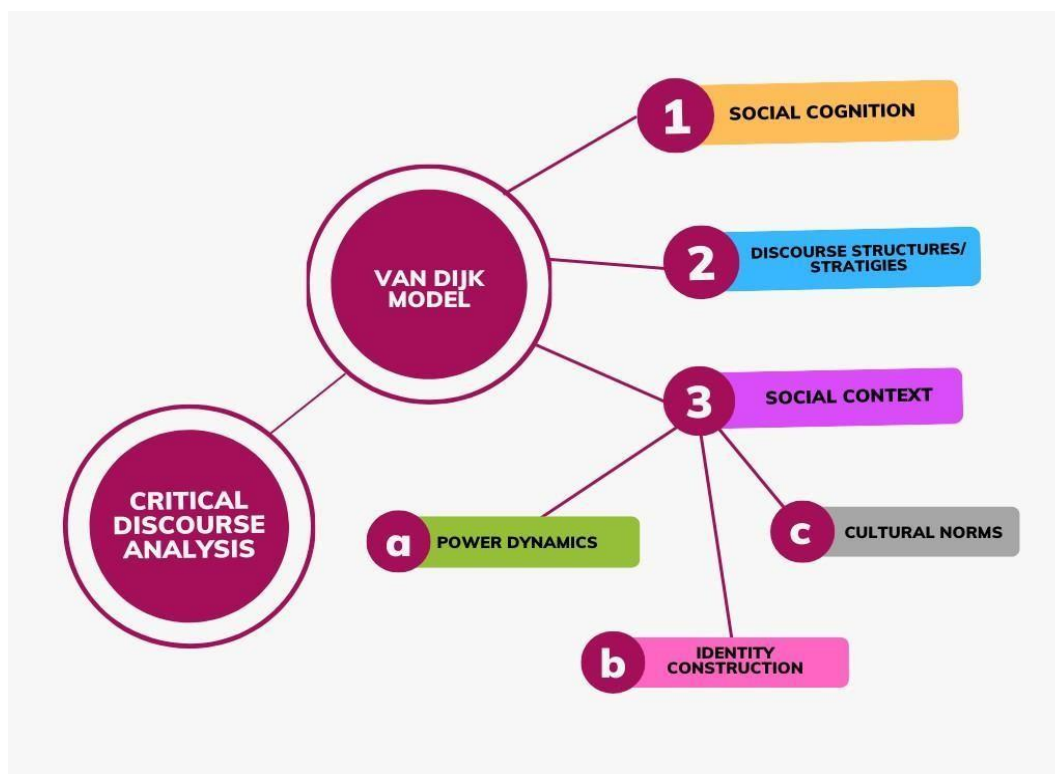 1
SOCIAL COGNITION
2
DISCOURSE STRUCTURES/
STRATIGIES
VAN DIJK
MODEL
3
SOCIAL CONTEXT
CRITICAL
DISCOURSE
ANALYSIS
a
POWER DYNAMICS
c
CULTURAL NORMS
b
IDENTITY
CONSTRUCTION